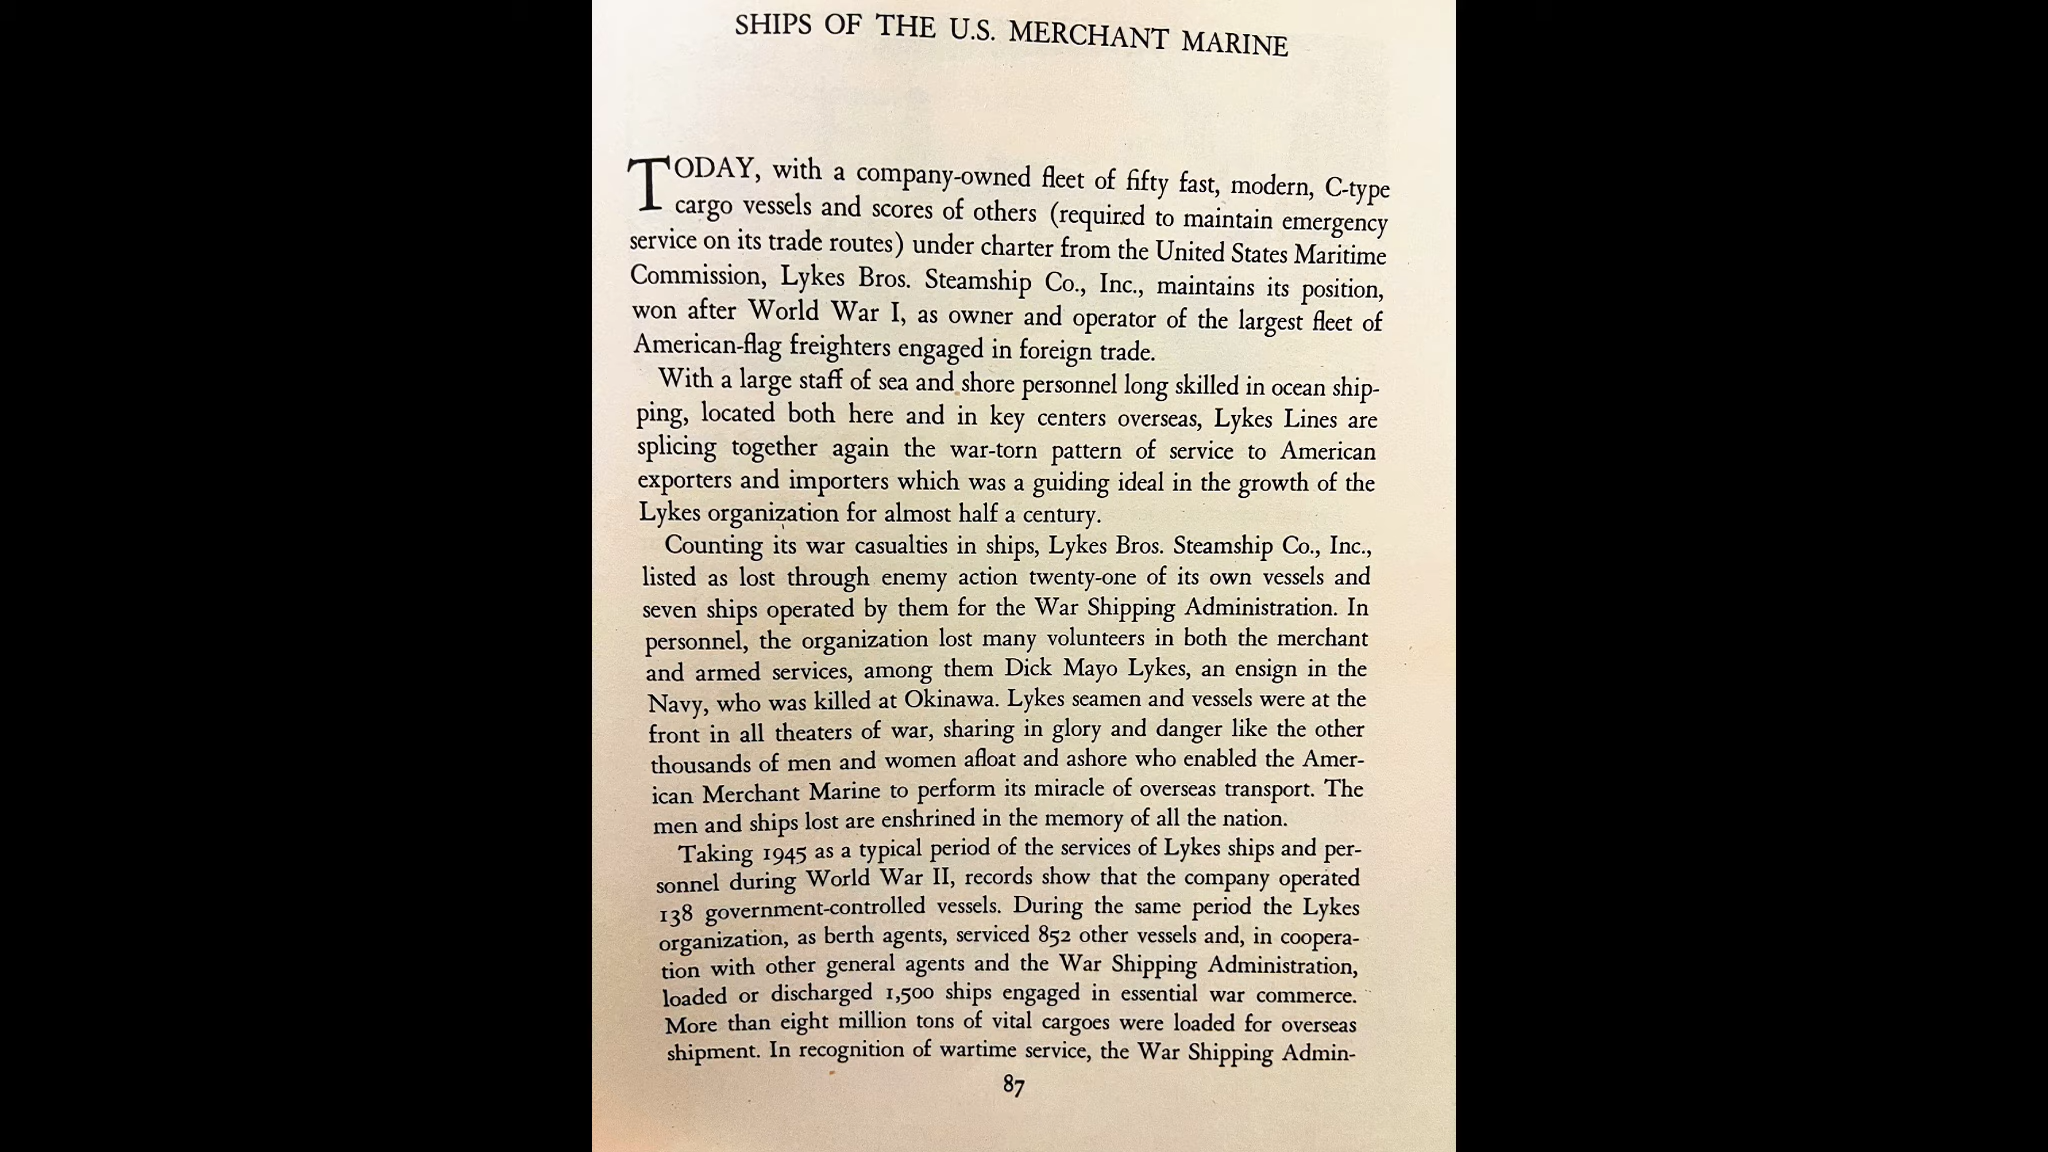 SHIPS OF THE U.S. MERCHANT MARINE
TODAY, with a company-owned fleet of fifty fast, modern, C-type
cargo vessels and scores of others (required to maintain emergency
service on its trade routes) under charter from the United States Maritime
Commission, Lykes Bros. Steamship Co., Inc., maintains its position,
won after World War I, as owner and operator of the largest fleet of
American-flag freighters engaged in foreign trade.
With a large staff of sea and shore personnel long skilled in ocean ship-
ping, located both here and in key centers overseas, Lykes Lines are
splicing together again the war-torn pattern of service to American
exporters and importers which was a guiding ideal in the growth of the
Lykes organization for almost half a century.
Counting its war casualties in ships, Lykes Bros. Steamship Co., Inc.,
listed as lost through enemy action twenty-one of its own vessels and
seven ships operated by them for the War Shipping Administration. In
personnel, the organization lost many volunteers in both the merchant
and armed services, among them Dick Mayo Lykes, an ensign in the
Navy, who was killed at Okinawa. Lykes seamen and vessels were at the
front in all theaters of war, sharing in glory and danger like the other
thousands of men and women afloat and ashore who enabled the Amer-
ican Merchant Marine to perform its miracle of overseas transport. The
men and ships lost are enshrined in the memory of all the nation.
Taking 1945 as a typical period of the services of Lykes ships and per-
sonnel during World War II, records show that the company operated
138 government-controlled vessels. During the same period the Lykes
organization, as berth agents, serviced 852 other vessels and, in coopera-
tion with other general agents and the War Shipping Administration,
loaded or discharged 1,500 ships engaged in essential war commerce.
More than eight million tons of vital cargoes were loaded for overseas
shipment. In recognition of wartime service, the War Shipping Admin-
87